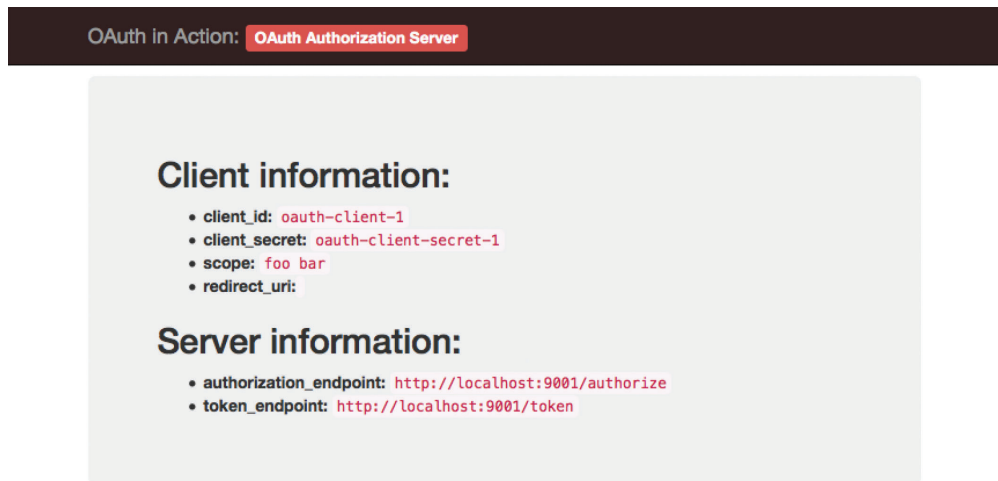 OAuth in Action: OAuth Authorization Server
Client information:
• client_id: oauth-client-1
• client_secret: oauth-client-secret-1
• scope: foo bar
• redirect_uri:
Server information:
• authorization_endpoint: http://localhost:9001/authorize
• token_endpoint: http://localhost:9001/token